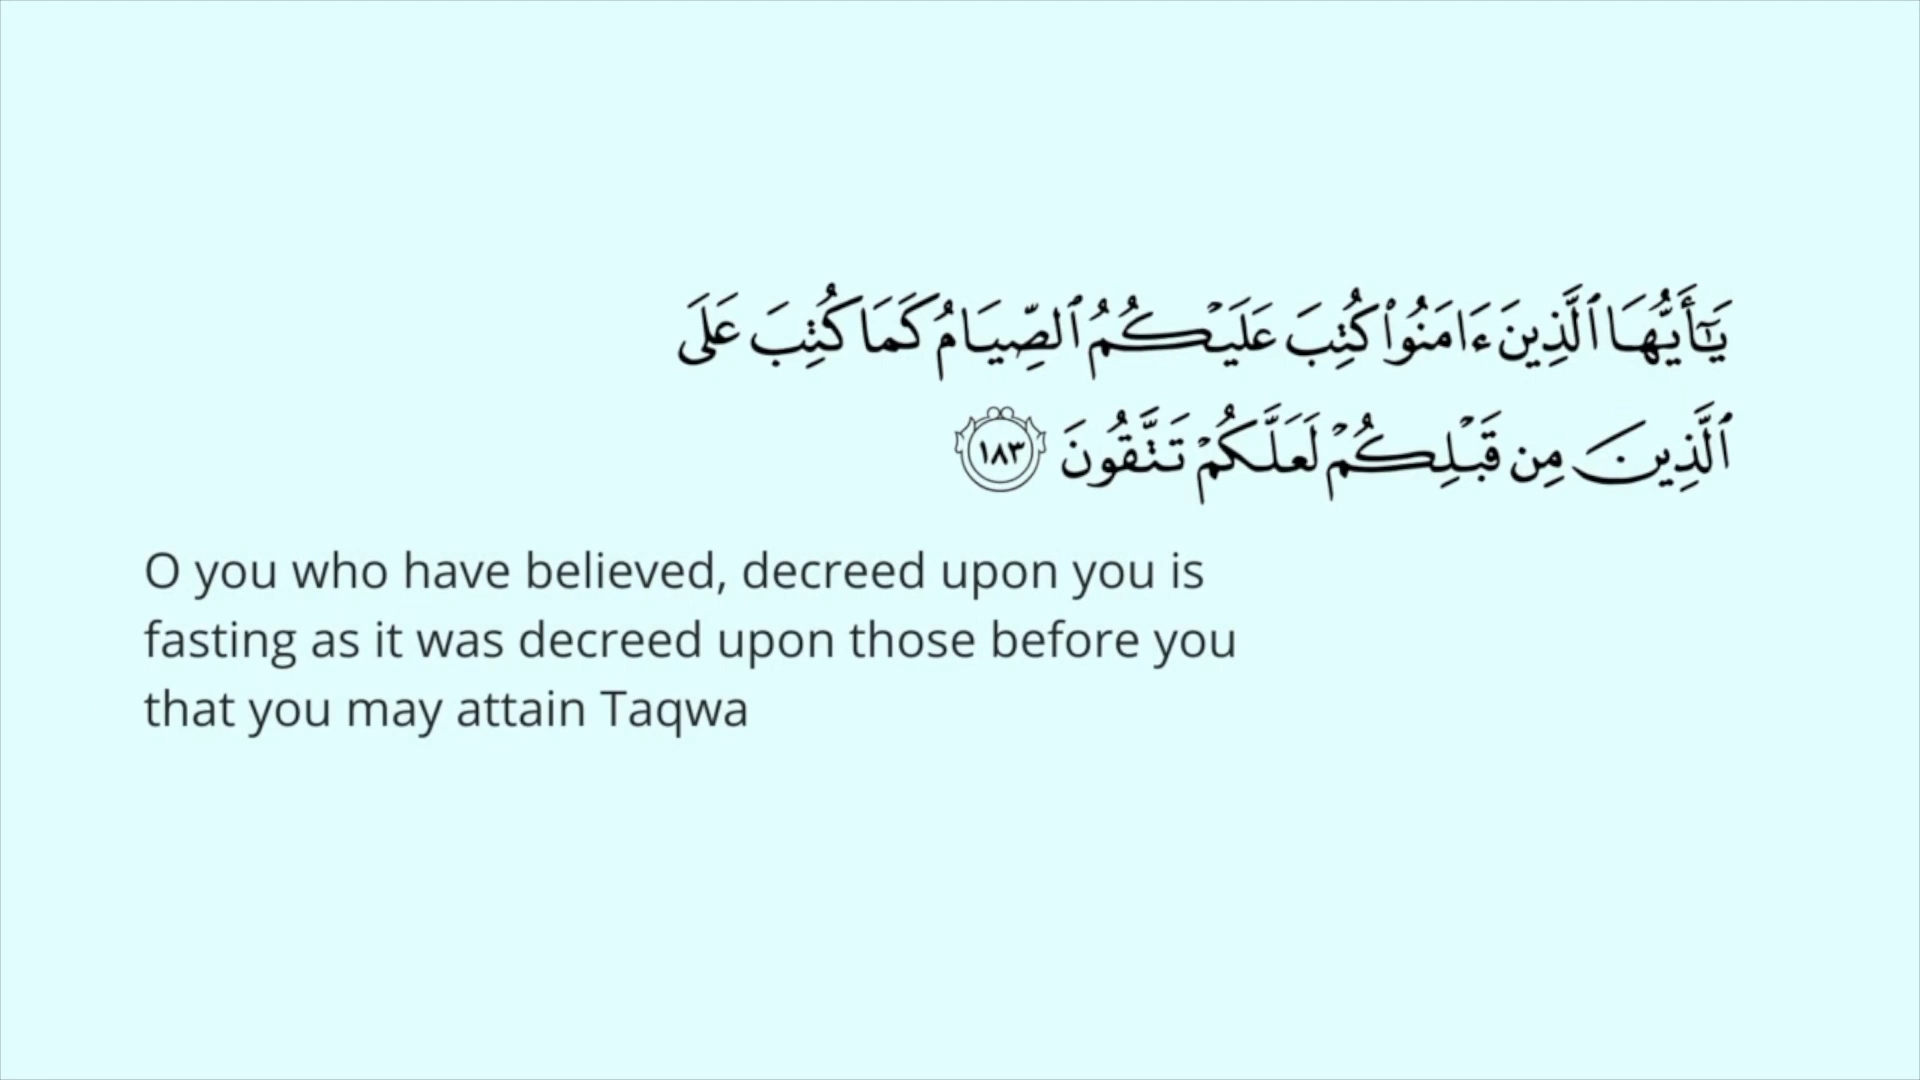 يَـٰٓأَيُّهَا ٱلَّذِينَ ءَامَنُوا۟ كُتِبَ عَلَيْكُمُ ٱلصِّيَامُ كَمَا كُتِبَ عَلَى
ٱلَّذِينَ مِن قَبْلِكُمْ لَعَلَّكُمْ تَتَّقُونَ ١٨٣
O you who have believed, decreed upon you is
fasting as it was decreed upon those before you
that you may attain Taqwa